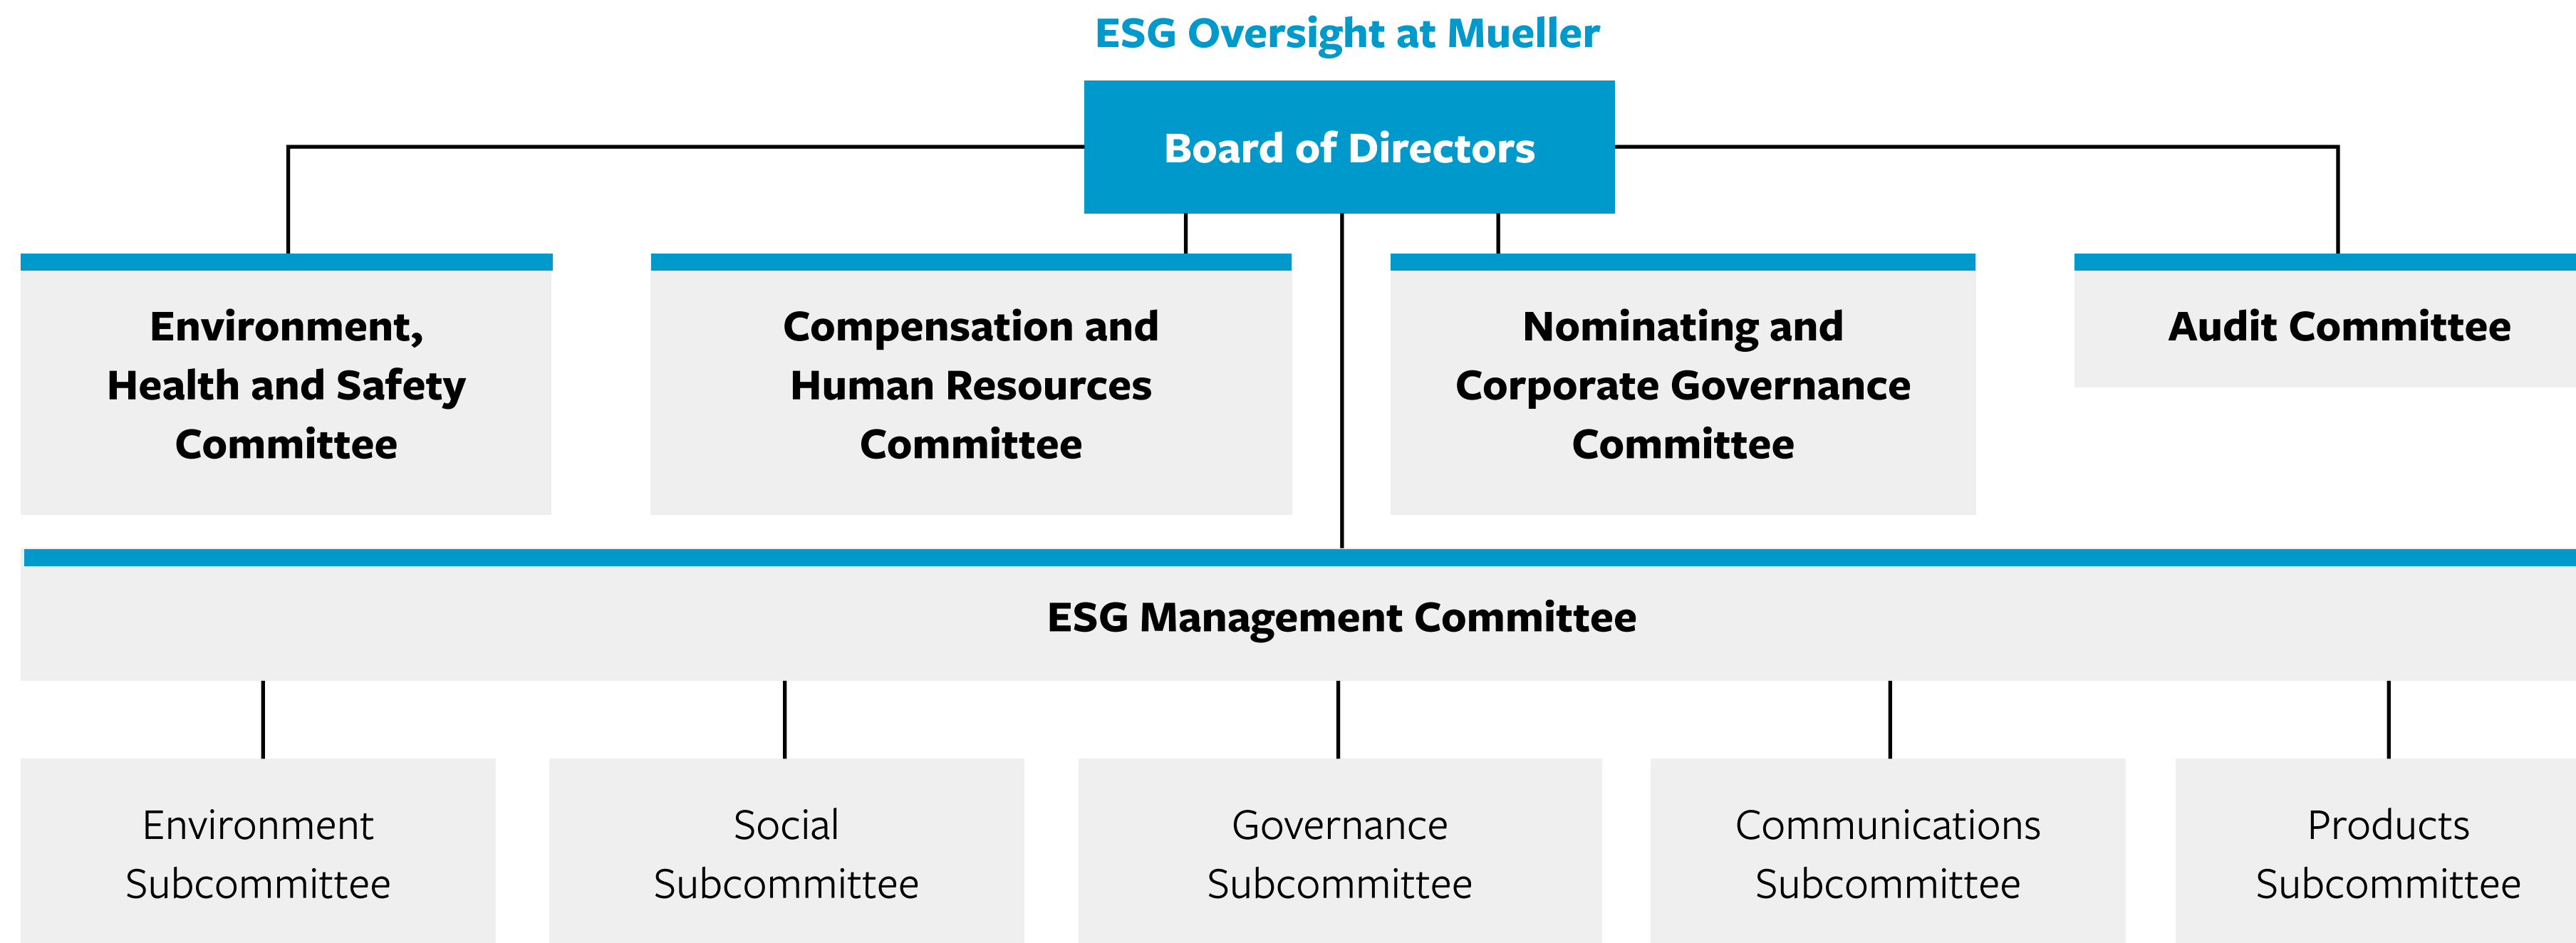 ESG Oversight at Mueller
Board of Directors
Environment,
Health and Safety
Committee
Compensation and
Human Resources
Committee
Nominating and
Corporate Governance
Committee
Audit Committee
ESG Management Committee
Environment
Subcommittee
Social
Subcommittee
Governance
Subcommittee
Communications
Subcommittee
Products
Subcommittee